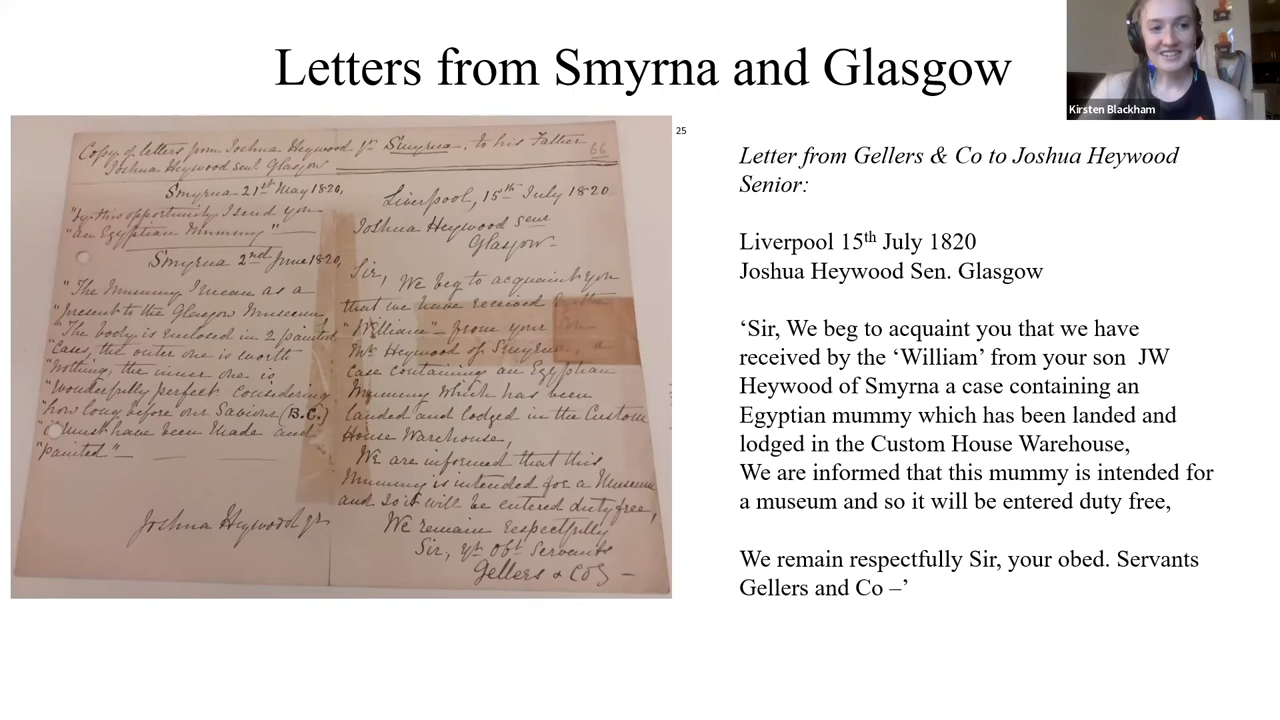 Letters from Smyrna and Glasgow
Kirsten Blackham
25
Copy of letters from Joshua Heywood Jr Smyrna, to his Father
66
Joshua Heywood senr. Glasgow
Smyrna 21st May 1820,
"by this opportunity I send you
"an Egyptian Mummy"
Smyrna 2nd June 1820,
"The Mummy I mean as a
"present to the Glasgow Museum,
"The body is enclosed in 2 painted
"Cases, the outer one is worth
"nothing, the inner one is
"wonderfully perfect considering
"how long before our Saviour (B.C.)
"it must have been made and
"painted"
Joshua Heywood Jr
Liverpool, 15th July 1820
Joshua Heywood Senr
Glasgow
Sir, We beg to acquaint you
that we have received by the
"William" from your Son
Mr Heywood of Smyrna, a
Case containing an Egyptian
Mummy which has been
landed and lodged in the Custom
House Warehouse,
We are informed that this
Mummy is intended for a Museum
and so it will be entered duty free,
We remain respectfully
Sir, yr obt Servants
Gellers & Co
Letter from Gellers & Co to Joshua Heywood
Senior:
Liverpool 15th July 1820
Joshua Heywood Sen. Glasgow
‘Sir, We beg to acquaint you that we have
received by the ‘William’ from your son JW
Heywood of Smyrna a case containing an
Egyptian mummy which has been landed and
lodged in the Custom House Warehouse,
We are informed that this mummy is intended for
a museum and so it will be entered duty free,
We remain respectfully Sir, your obed. Servants
Gellers and Co –’